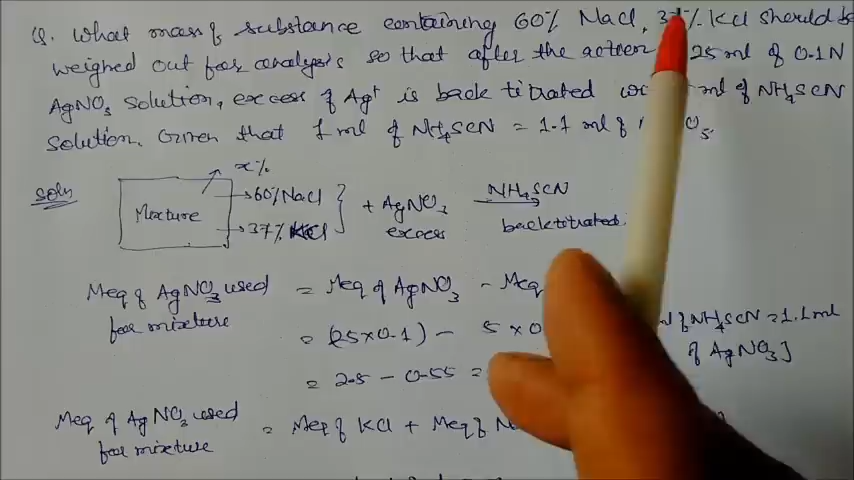 Q. What mass of substance containing 60% NaCl, 37% KCl should be
weighed out for analysis so that after the action 25 ml of 0.1N
AgNO3 solution, excess of Ag+ is back titrated ml of NH4SCN
solution. Given that 1 ml of NH4SCN = 1.1 ml of
x%
Soln
Mixture → 60% NaCl
→ 37% KCl
+ AgNO3
excess
NH4SCN
back titrated
Meq of AgNO3 used = Meq of AgNO3 - Meq
for mixture
= (25×0.1) - 5×0
of NH4SCN = 1.1 ml
of AgNO3]
= 2.5 - 0.55 =
Meq of AgNO3 used = Meq of KCl + Meq of
for mixture